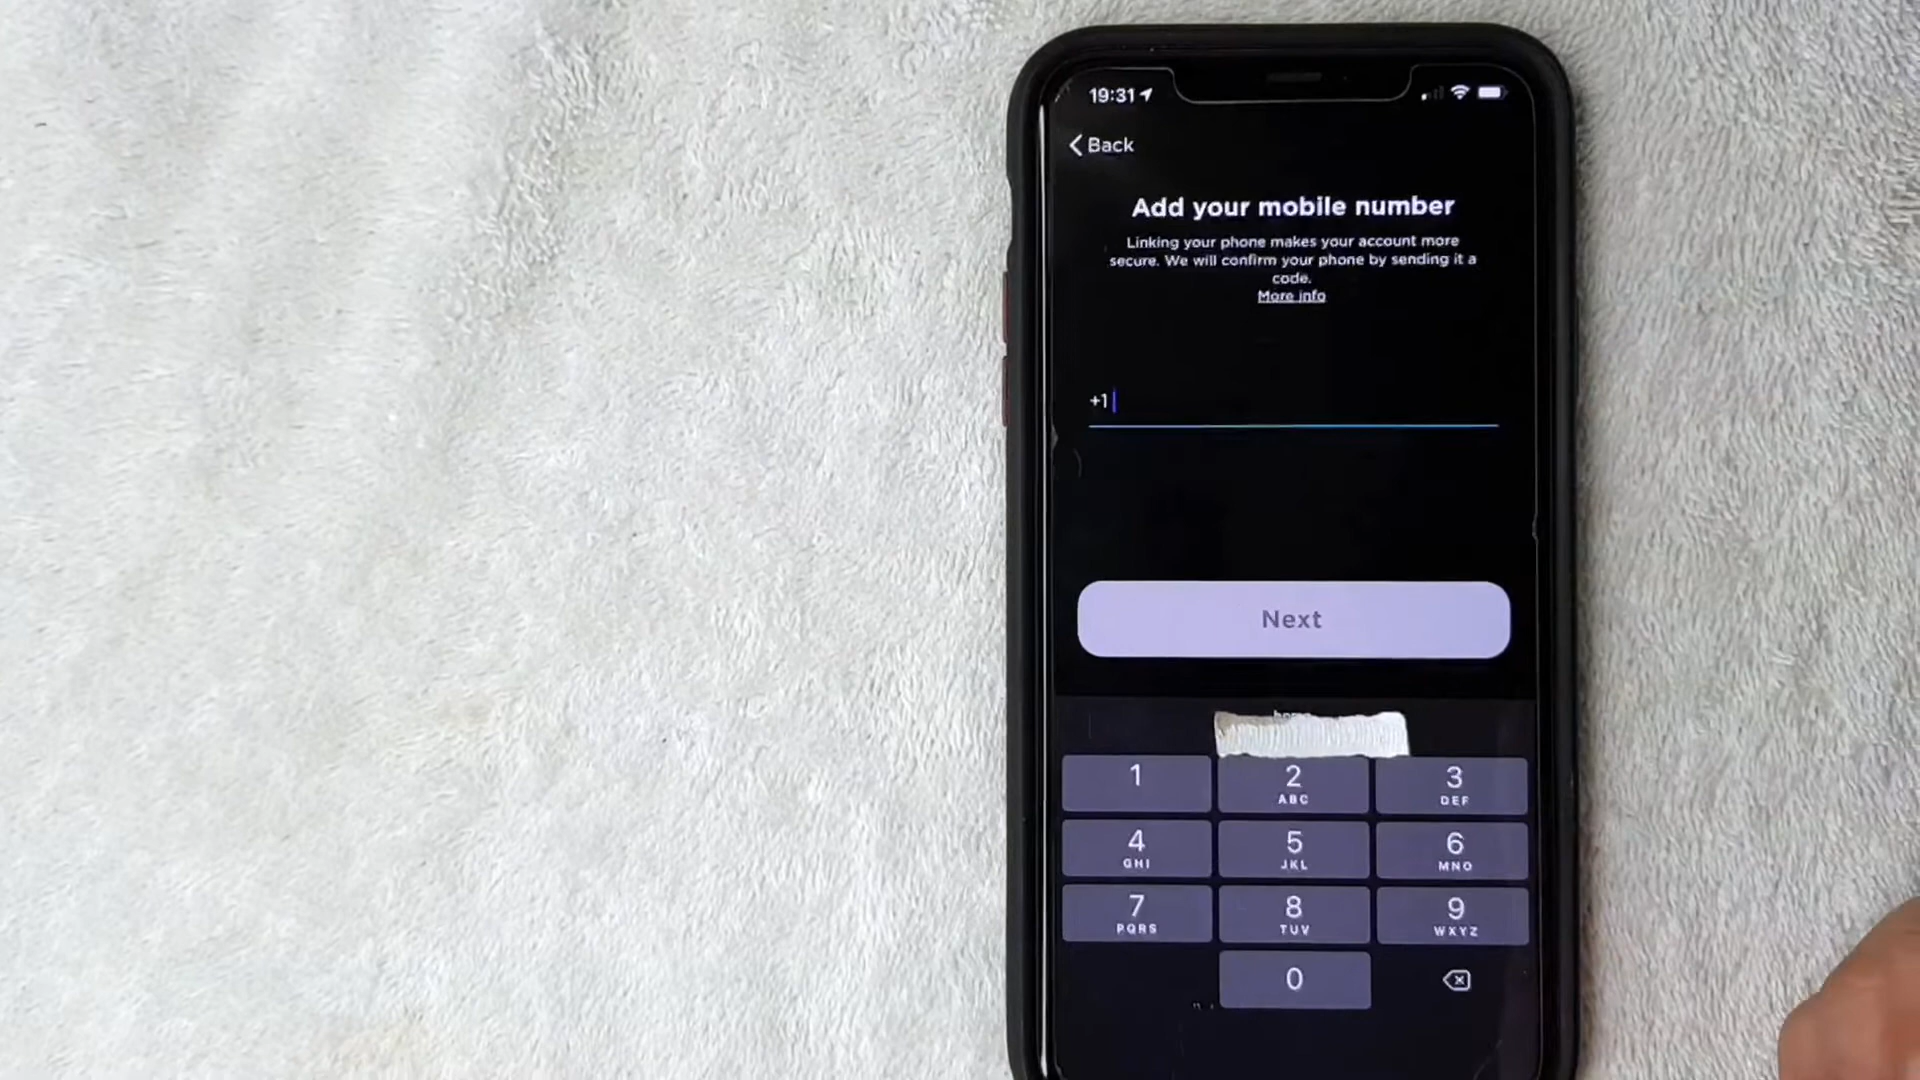 19:31
Back
Add your mobile number
Linking your phone makes your account more
secure. We will confirm your phone by sending it a
code.
More info
+1
Next
1
2
3
ABC
DEF
4
5
6
GHI
JKL
MNO
7
8
9
PQRS
TUV
WXYZ
0